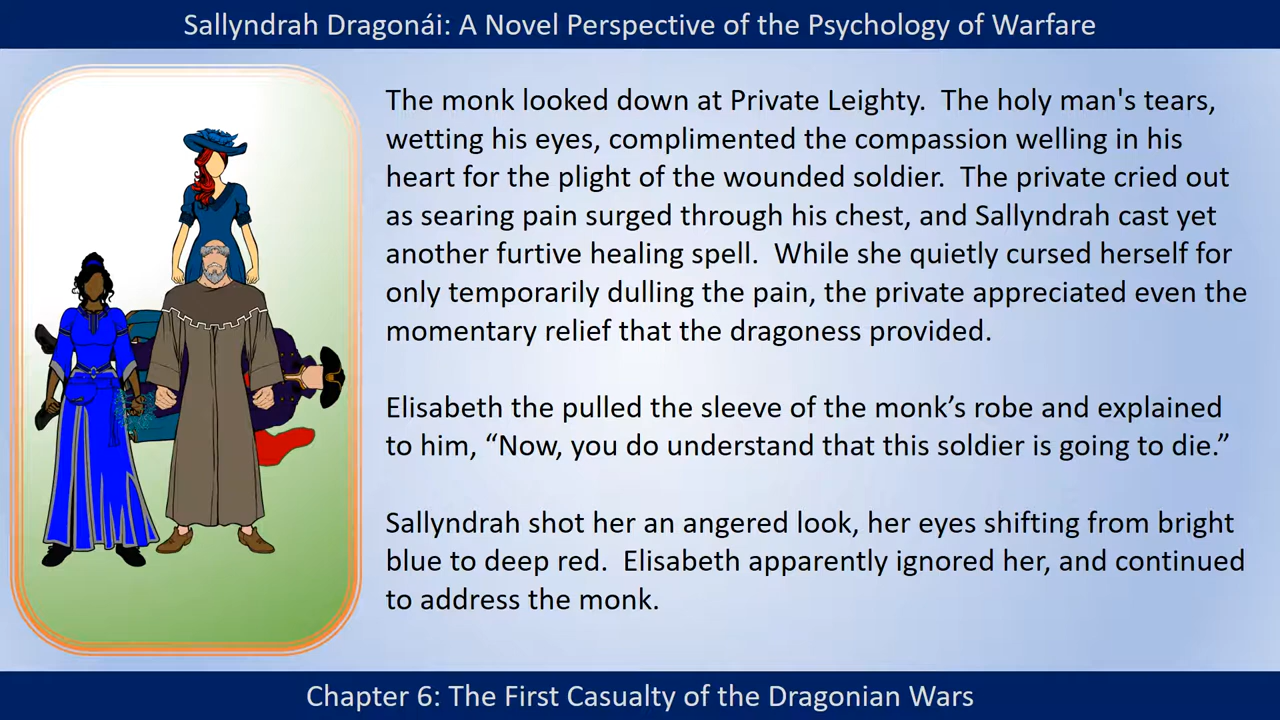 Sallyndrah Dragonái: A Novel Perspective of the Psychology of Warfare
The monk looked down at Private Leighty.  The holy man's tears,
wetting his eyes, complimented the compassion welling in his
heart for the plight of the wounded soldier.  The private cried out
as searing pain surged through his chest, and Sallyndrah cast yet
another furtive healing spell.  While she quietly cursed herself for
only temporarily dulling the pain, the private appreciated even the
momentary relief that the dragoness provided.
Elisabeth the pulled the sleeve of the monk’s robe and explained
to him, “Now, you do understand that this soldier is going to die.”
Sallyndrah shot her an angered look, her eyes shifting from bright
blue to deep red.  Elisabeth apparently ignored her, and continued
to address the monk.
Chapter 6: The First Casualty of the Dragonian Wars